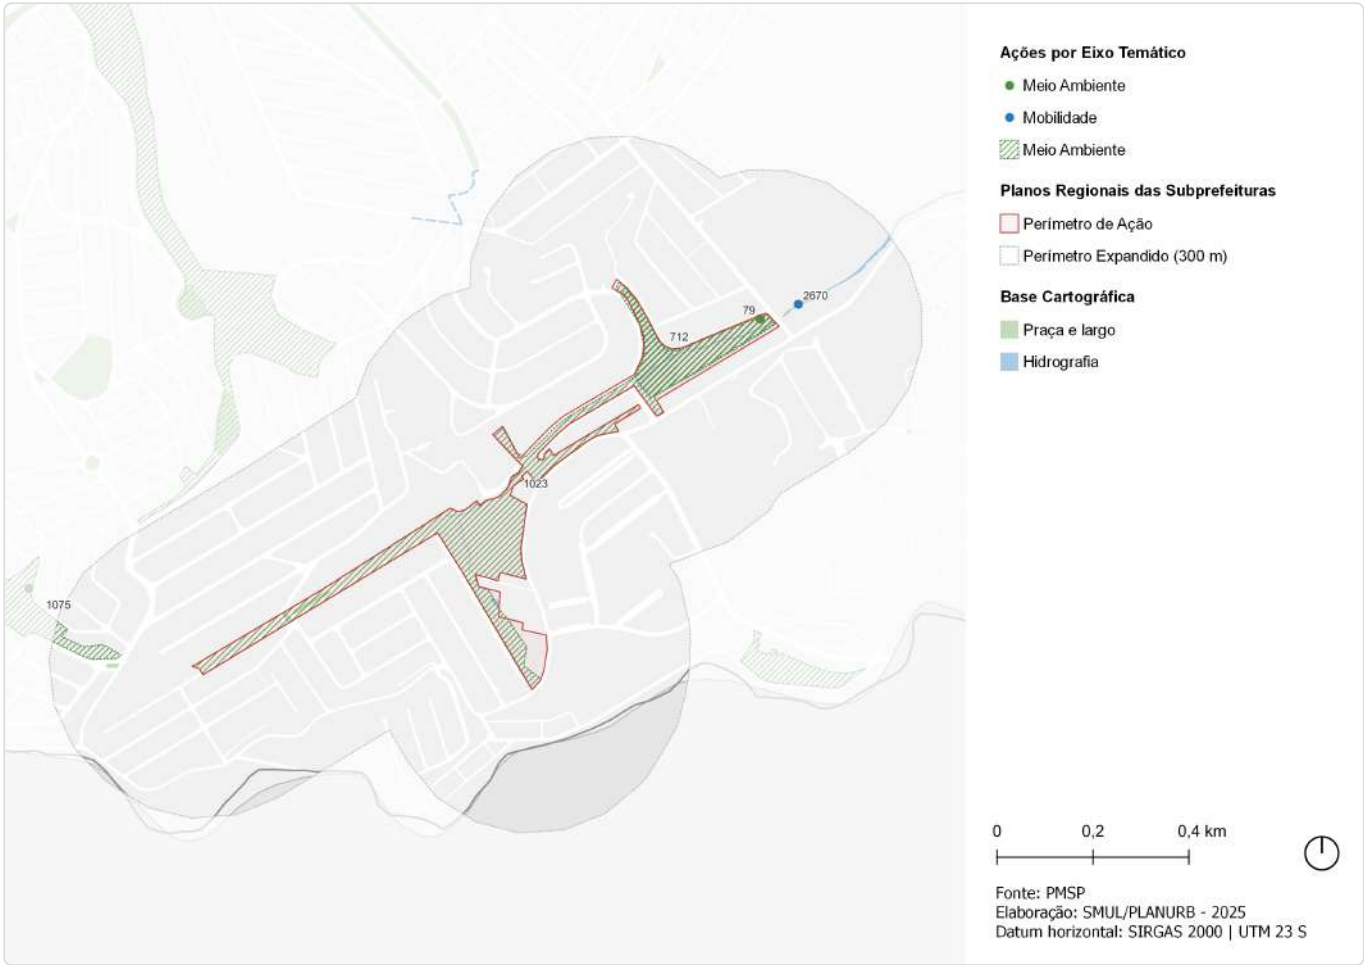 Ações por Eixo Temático
Meio Ambiente
Mobilidade
Meio Ambiente
Planos Regionais das Subprefeituras
Perímetro de Ação
Perímetro Expandido (300 m)
Base Cartográfica
Praça e largo
Hidrografia
2670
79
712
1023
1075
0 0,2 0,4 km
Fonte: PMSP
Elaboração: SMUL/PLANURB - 2025
Datum horizontal: SIRGAS 2000 | UTM 23 S